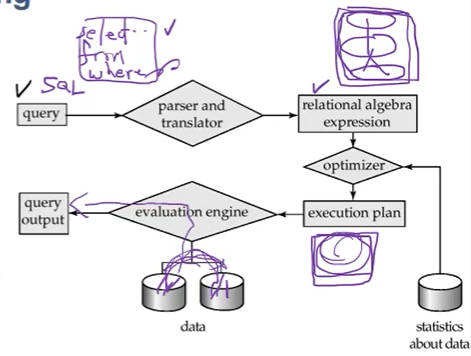 ng
select...
from
where
SQL
query
parser and
translator
relational algebra
expression
optimizer
query
output
evaluation engine
execution plan
data
statistics
about data